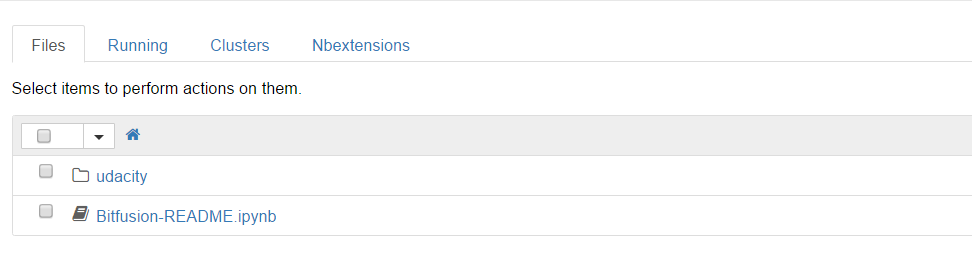 Files Running Clusters Nbextensions
Select items to perform actions on them.
udacity
Bitfusion-README.ipynb